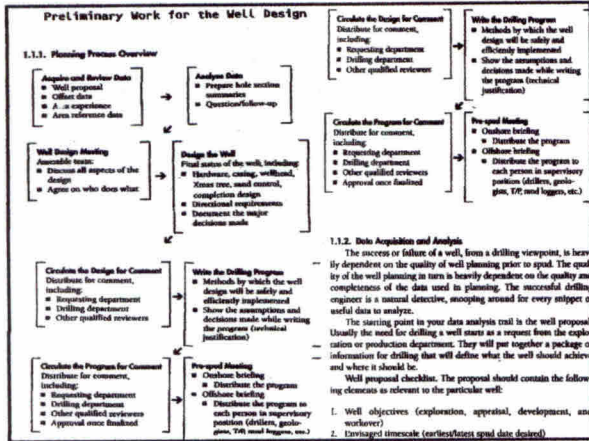 Preliminary Work for the Well Design
1.1.1. Planning Process Overview
Acquire and Review Data
■ Well proposal
■ Offset data
■ experience
■ Area reference data
Analyse Data
■ Prepare hole section
summaries
■ Question/follow-up
Well Design Meeting
Assemble team:
■ Discuss all aspects of the
design
■ Agree on who does what
Design the Well
Final status of the well, including:
■ Hardware, casing, wellhead,
Xmas tree, sand control,
completion design
■ Directional requirements
■ Document the major
decisions made
Circulate the Design for Comment
Distribute for comment,
including:
■ Requesting department
■ Drilling department
■ Other qualified reviewers
Write the Drilling Program
■ Methods by which the well
design will be safely and
efficiently implemented
■ Show the assumptions and
decisions made while writing
the program (technical
justification)
Circulate the Program for Comment
Distribute for comment,
including:
■ Requesting department
■ Drilling department
■ Other qualified reviewers
■ Approval once finalized
Pre-spud Meeting
■ Onshore briefing
■ Distribute the program
■ Offshore briefing
■ Distribute the program to
each person in supervisory
position (drillers, geolo-
gists, T/P, mud loggers, etc.)
Circulate the Design for Comment
Distribute for comment,
including:
■ Requesting department
■ Drilling department
■ Other qualified reviewers
Write the Drilling Program
■ Methods by which the well
design will be safely and
efficiently implemented
■ Show the assumptions and
decisions made while writing
the program (technical
justification)
Circulate the Program for Comment
Distribute for comment,
including:
■ Requesting department
■ Drilling department
■ Other qualified reviewers
■ Approval once finalized
Pre-spud Meeting
■ Onshore briefing
■ Distribute the program
■ Offshore briefing
■ Distribute the program to
each person in supervisory
position (drillers, geolo-
gists, T/P, mud loggers, etc.)
1.1.2. Data Acquisition and Analysis
The success or failure of a well, from a drilling viewpoint, is heav
ily dependent on the quality of well planning prior to spud. The qual
ity of the well planning in turn is heavily dependent on the quality and
completeness of the data used in planning. The successful drilling
engineer is a natural detective, snooping around for every snippet o
useful data to analyze.
The starting point in your data analysis trail is the well proposal
Usually the need for drilling a well starts as a request from the explo
ration or production department. They will put together a package o
information for drilling that will define what the well should achieve
and where it should be.
Well proposal checklist. The proposal should contain the follow
ing elements as relevant to the particular well:
1. Well objectives (exploration, appraisal, development, and
workover)
2. Envisaged timescale (earliest/latest spud date desired)